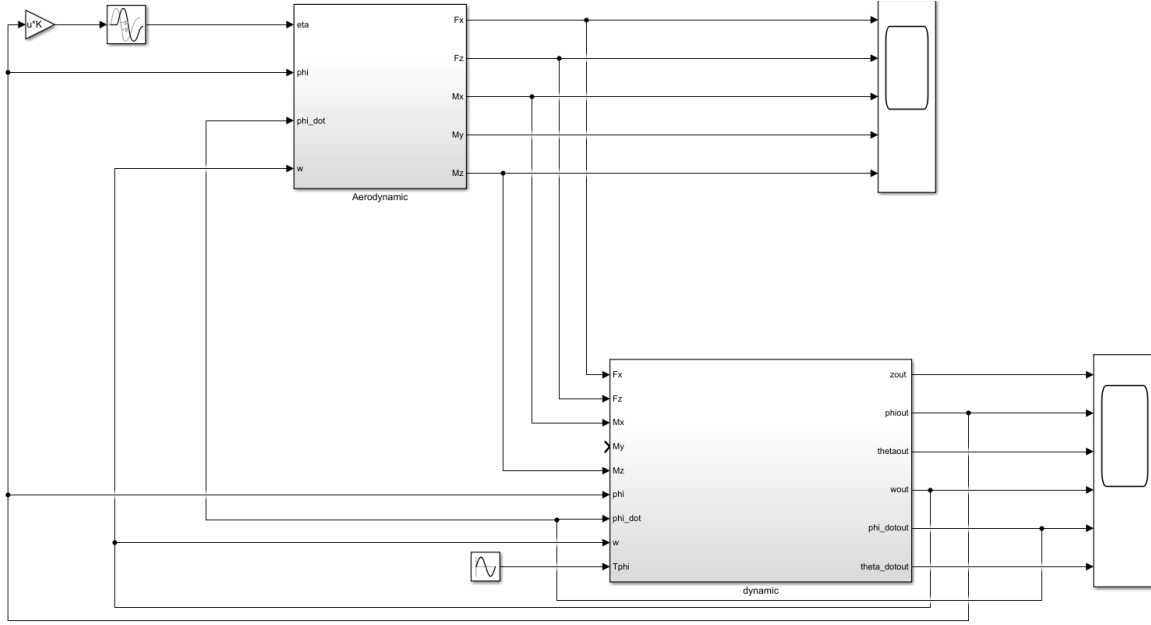 u*K
eta
phi
phi_dot
w
Fx
Fz
Mx
My
Mz
Aerodynamic
Fx
Fz
Mx
My
Mz
phi
phi_dot
w
Tphi
zout
phiout
thetaout
wout
phi_dotout
theta_dotout
dynamic